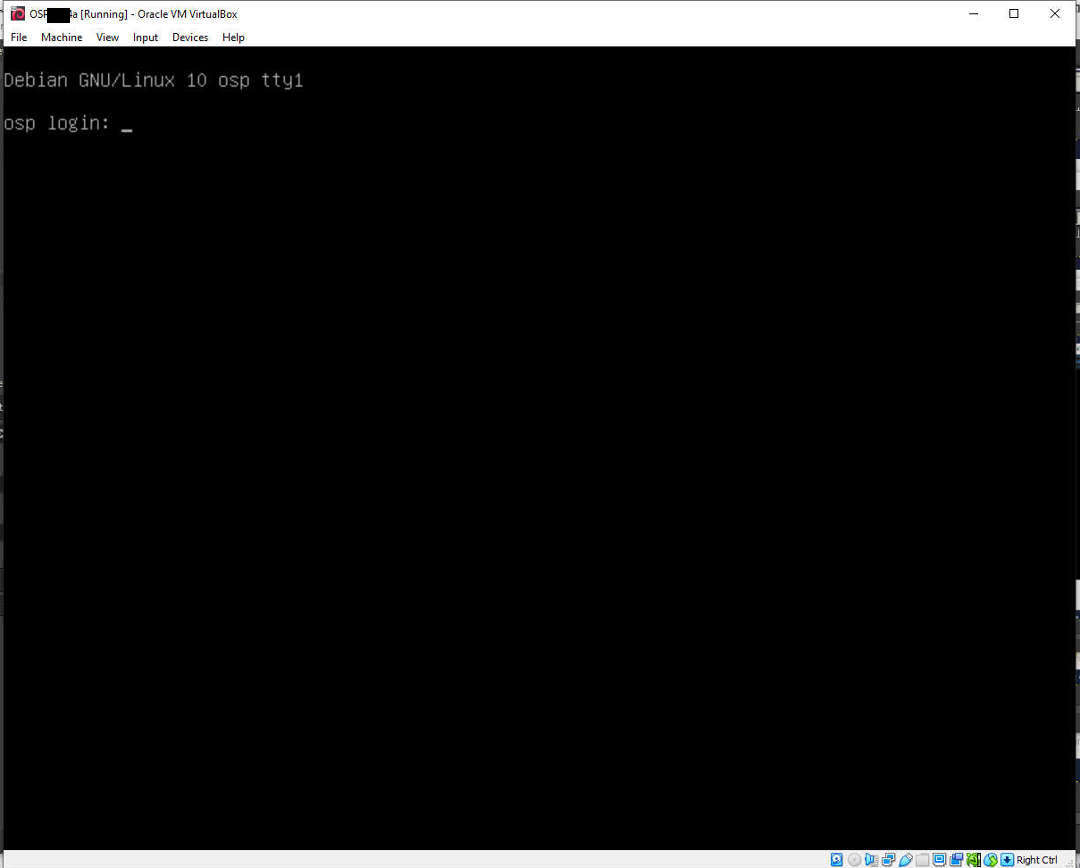 OSP a [Running] - Oracle VM VirtualBox
File Machine View Input Devices Help
Debian GNU/Linux 10 osp tty1
osp login: _
Right Ctrl